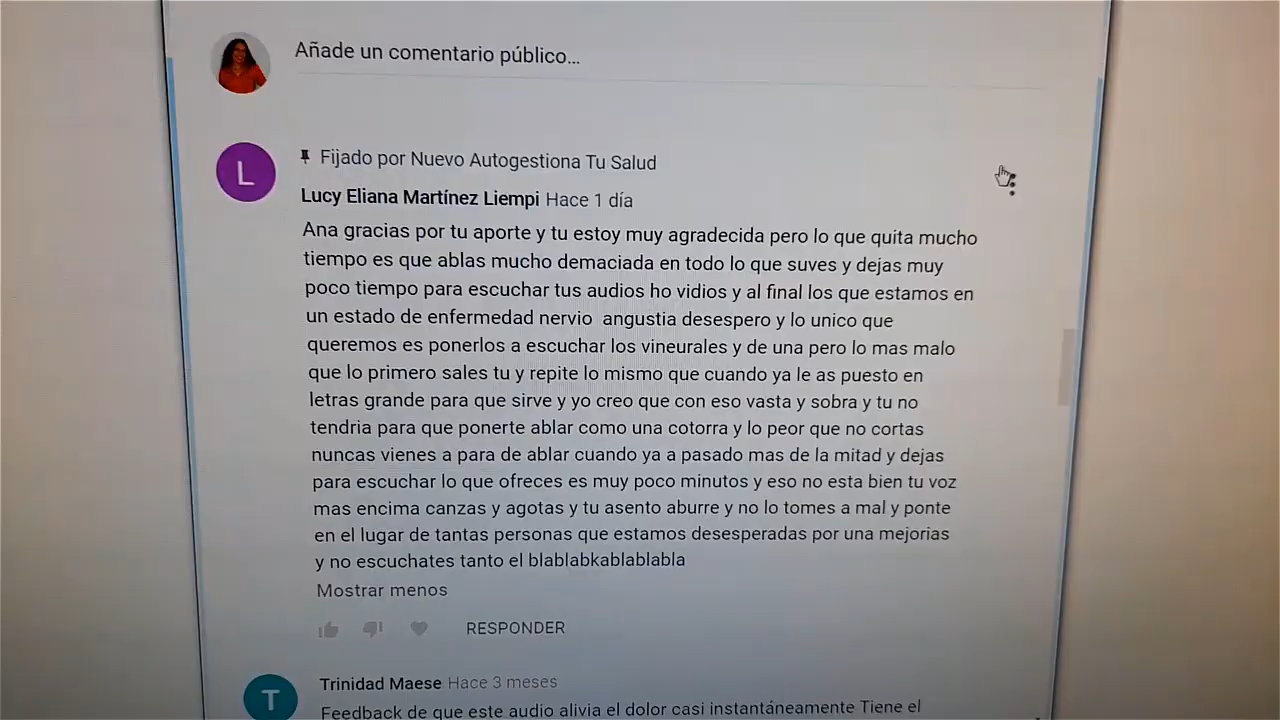 Añade un comentario público...
L
Fijado por Nuevo Autogestiona Tu Salud
Lucy Eliana Martínez Liempi Hace 1 día
Ana gracias por tu aporte y tu estoy muy agradecida pero lo que quita mucho
tiempo es que ablas mucho demaciada en todo lo que suves y dejas muy
poco tiempo para escuchar tus audios ho vidios y al final los que estamos en
un estado de enfermedad nervio angustia desespero y lo unico que
queremos es ponerlos a escuchar los vineurales y de una pero lo mas malo
que lo primero sales tu y repite lo mismo que cuando ya le as puesto en
letras grande para que sirve y yo creo que con eso vasta y sobra y tu no
tendria para que ponerte ablar como una cotorra y lo peor que no cortas
nuncas vienes a para de ablar cuando ya a pasado mas de la mitad y dejas
para escuchar lo que ofreces es muy poco minutos y eso no esta bien tu voz
mas encima canzas y agotas y tu asento aburre y no lo tomes a mal y ponte
en el lugar de tantas personas que estamos desesperadas por una mejorias
y no escuchates tanto el blablabkablablabla
Mostrar menos
RESPONDER
T
Trinidad Maese Hace 3 meses
Feedback de que este audio alivia el dolor casi instantáneamente Tiene el